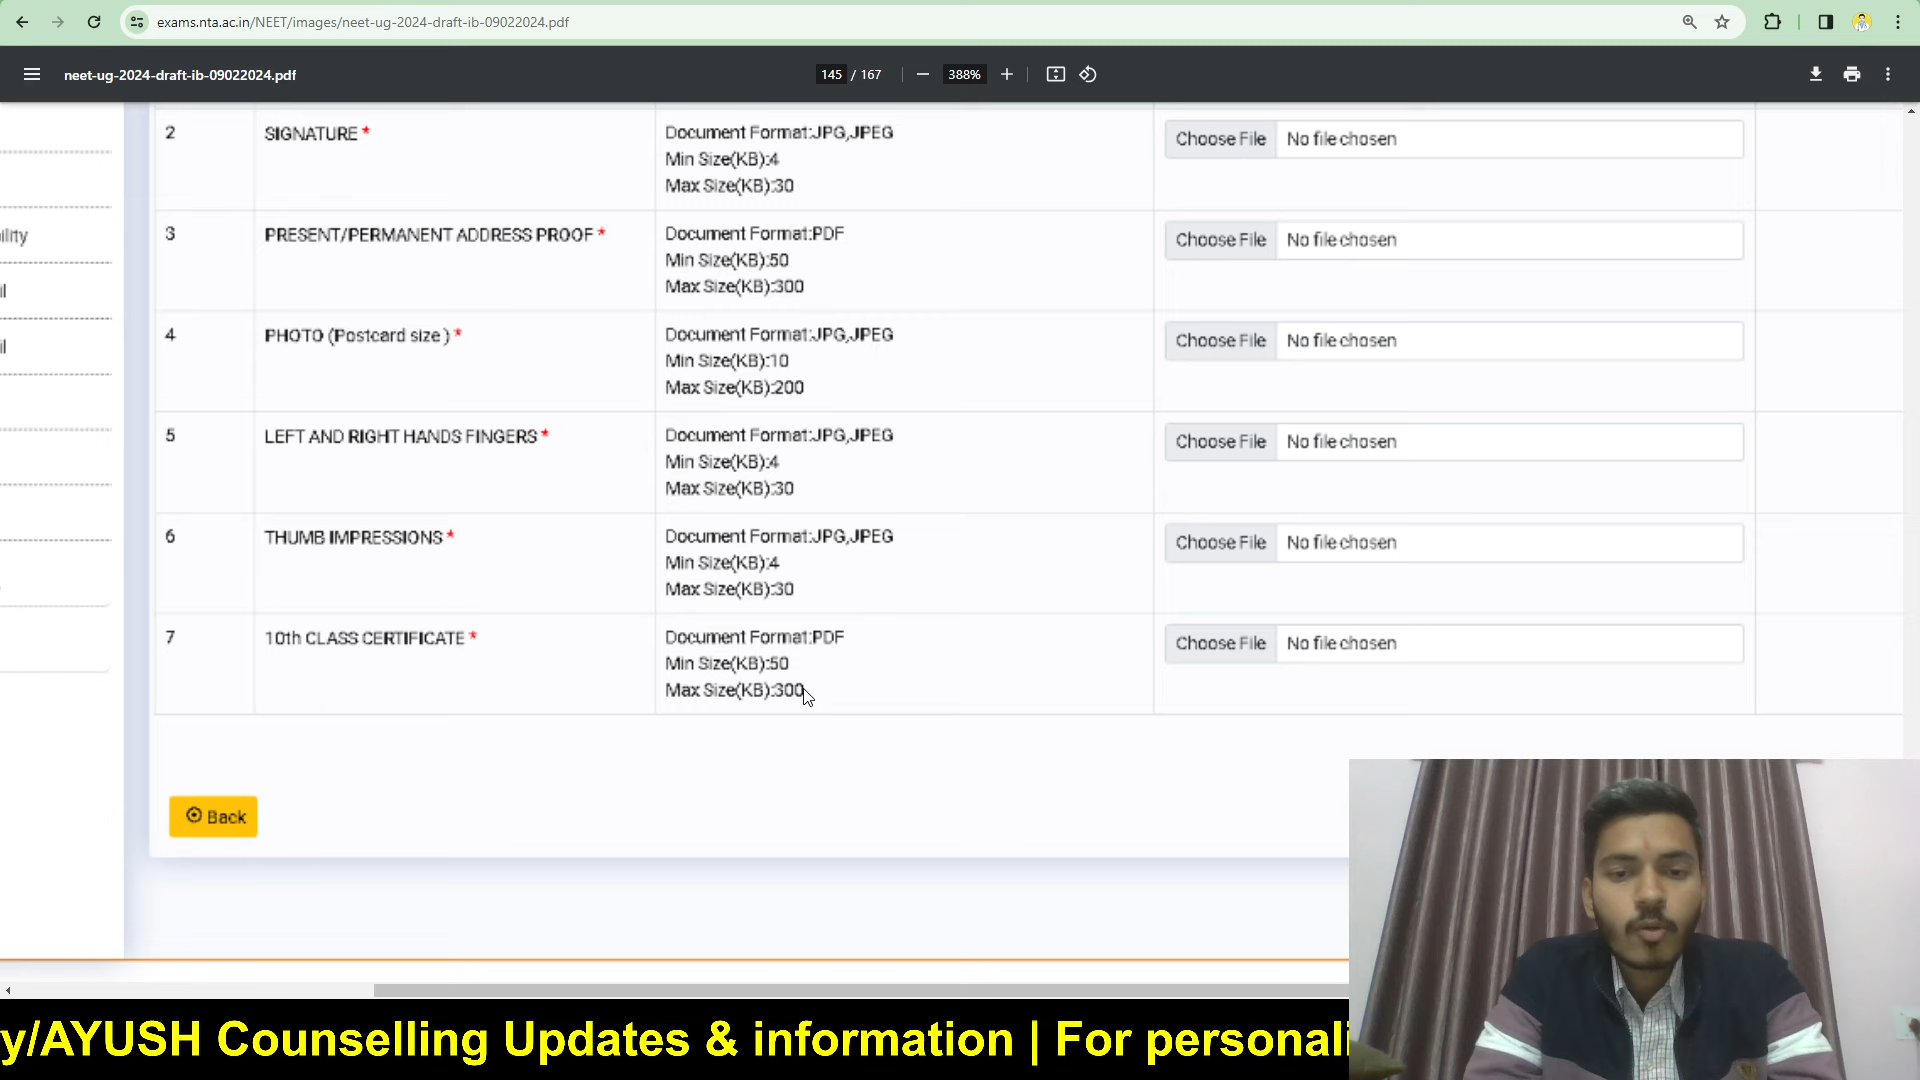 exams.nta.ac.in/NEET/images/neet-ug-2024-draft-ib-09022024.pdf
neet-ug-2024-draft-ib-09022024.pdf
145 / 167
388%
2
SIGNATURE *
Document Format:JPG,JPEG
Min Size(KB):4
Max Size(KB):30
Choose File No file chosen
3
PRESENT/PERMANENT ADDRESS PROOF *
Document Format:PDF
Min Size(KB):50
Max Size(KB):300
Choose File No file chosen
4
PHOTO (Postcard size ) *
Document Format:JPG,JPEG
Min Size(KB):10
Max Size(KB):200
Choose File No file chosen
5
LEFT AND RIGHT HANDS FINGERS *
Document Format:JPG,JPEG
Min Size(KB):4
Max Size(KB):30
Choose File No file chosen
6
THUMB IMPRESSIONS *
Document Format:JPG,JPEG
Min Size(KB):4
Max Size(KB):30
Choose File No file chosen
7
10th CLASS CERTIFICATE *
Document Format:PDF
Min Size(KB):50
Max Size(KB):300
Choose File No file chosen
ility
il
il
Back
y/AYUSH Counselling Updates & information | For personali